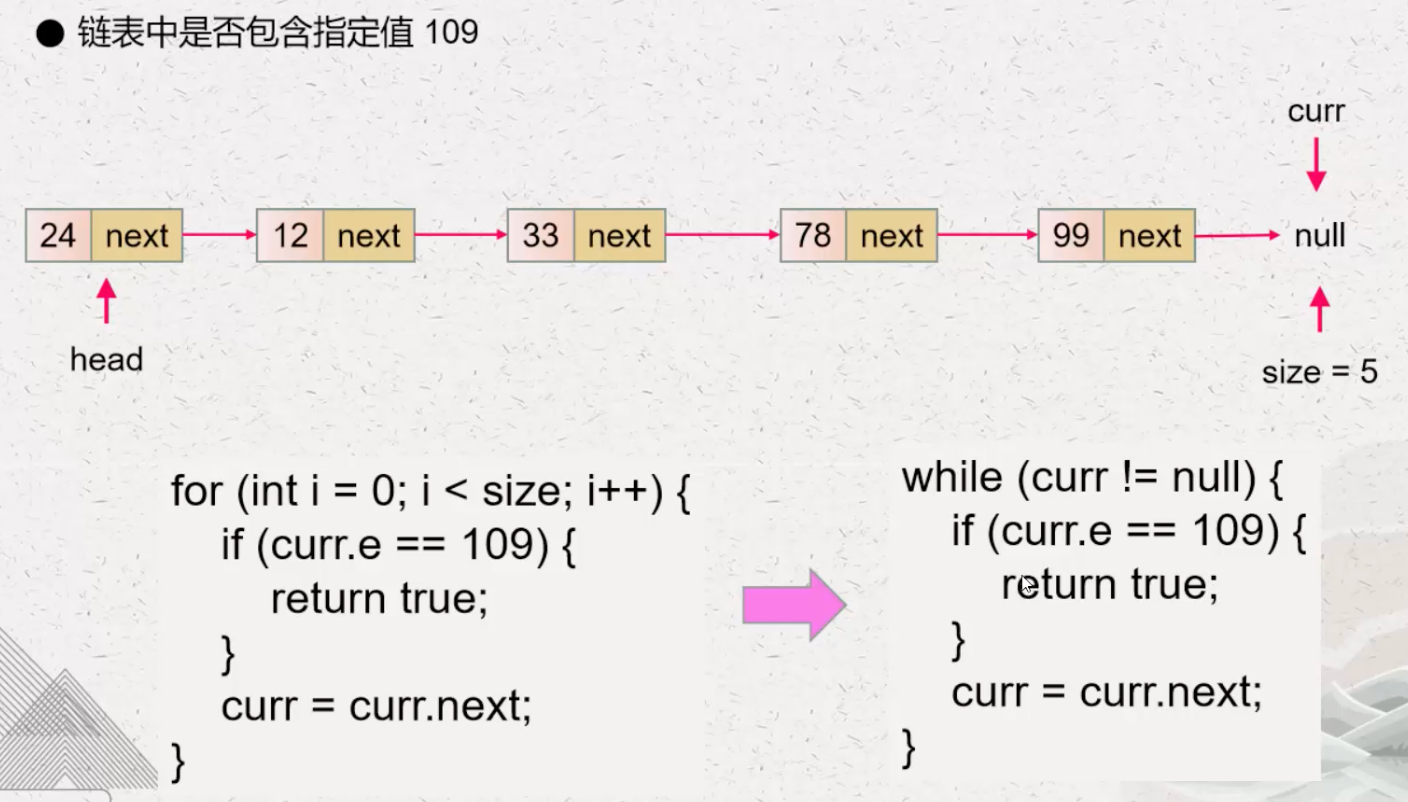 ● 链表中是否包含指定值 109
curr
24 next 12 next 33 next 78 next 99 next null
head
size = 5
for (int i = 0; i < size; i++) {
if (curr.e == 109) {
return true;
}
curr = curr.next;
}
while (curr != null) {
if (curr.e == 109) {
return true;
}
curr = curr.next;
}